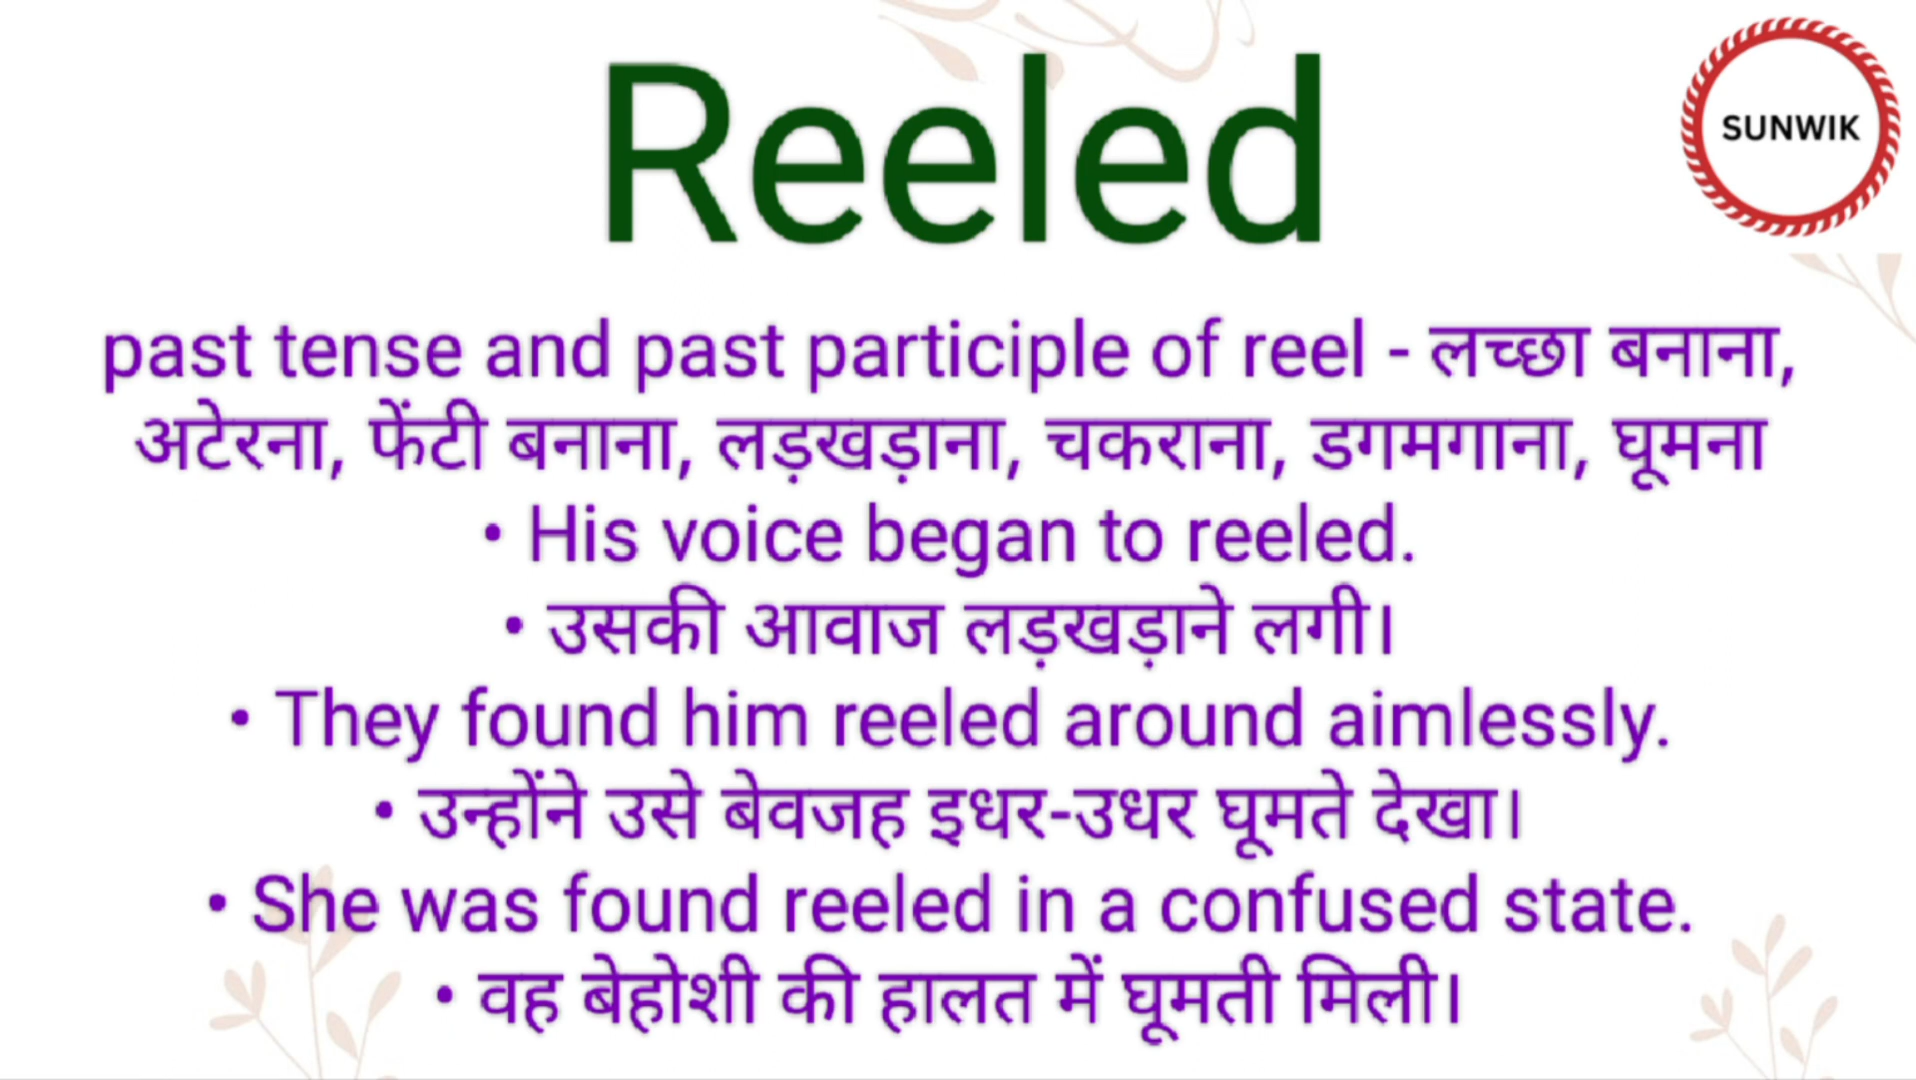 Reeled
SUNWIK
past tense and past participle of reel - लच्छा बनाना,
अटेरना, फेंटी बनाना, लड़खड़ाना, चकराना, डगमगाना, घूमना
• His voice began to reeled.
• उसकी आवाज लड़खड़ाने लगी।
• They found him reeled around aimlessly.
• उन्होंने उसे बेवजह इधर-उधर घूमते देखा।
• She was found reeled in a confused state.
• वह बेहोशी की हालत में घूमती मिली।